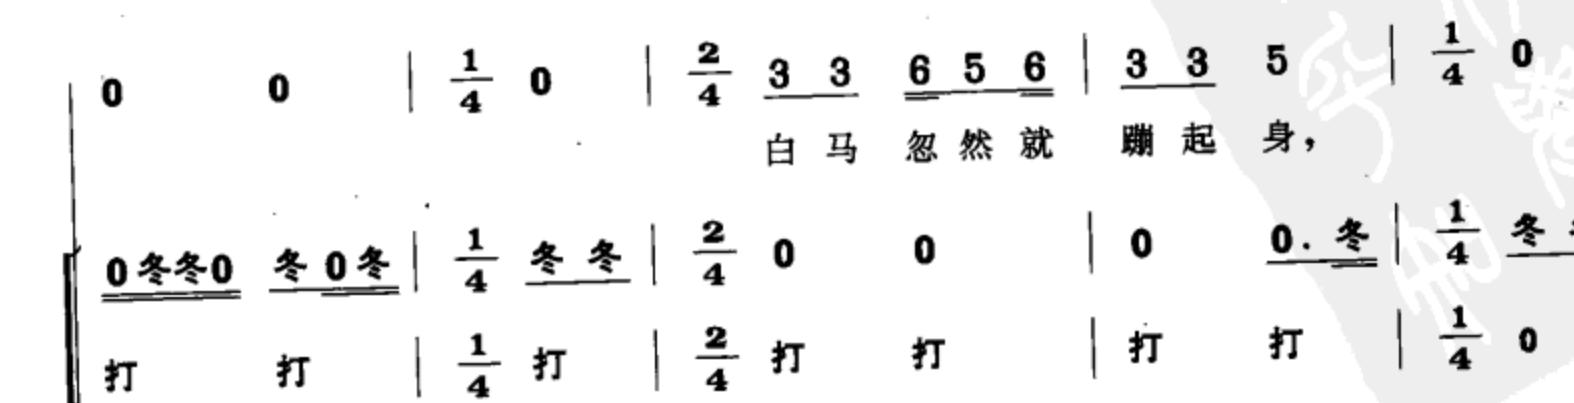 0 0 | 1/4 0 | 2/4 3 3 6 5 6 | 3 3 5 | 1/4 0
白 马 忽 然 就 蹦 起 身，
0冬冬0 冬 0冬 | 1/4 冬 冬 | 2/4 0 0 | 0 0. 冬 | 1/4 冬
打 打 | 1/4 打 | 2/4 打 打 | 打 打 | 1/4 0